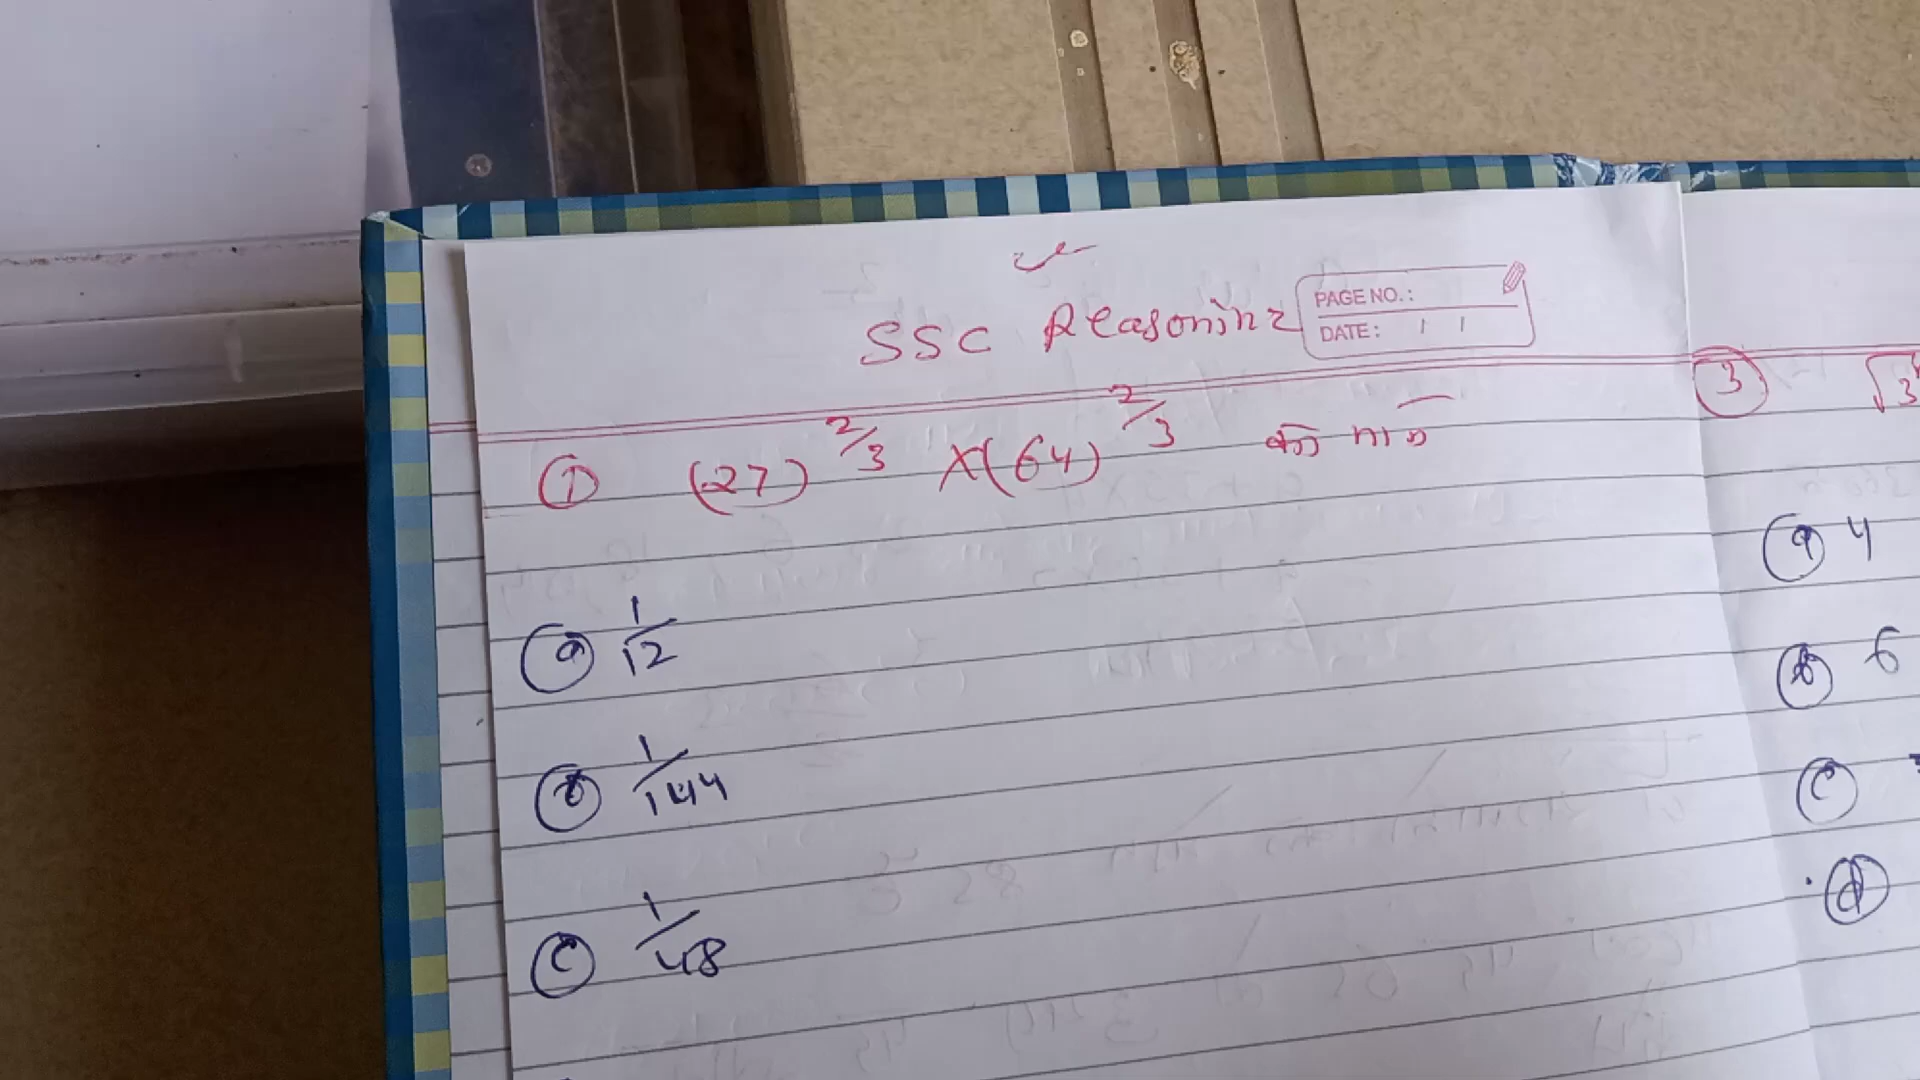 SSC Reasoning
PAGE NO.:
DATE: / /
① (27)^2/3 X(64)^2/3 का मान
ⓐ 1/12
ⓑ 1/144
ⓒ 1/48
③ √3
ⓐ 4
ⓑ 6
ⓒ
ⓓ